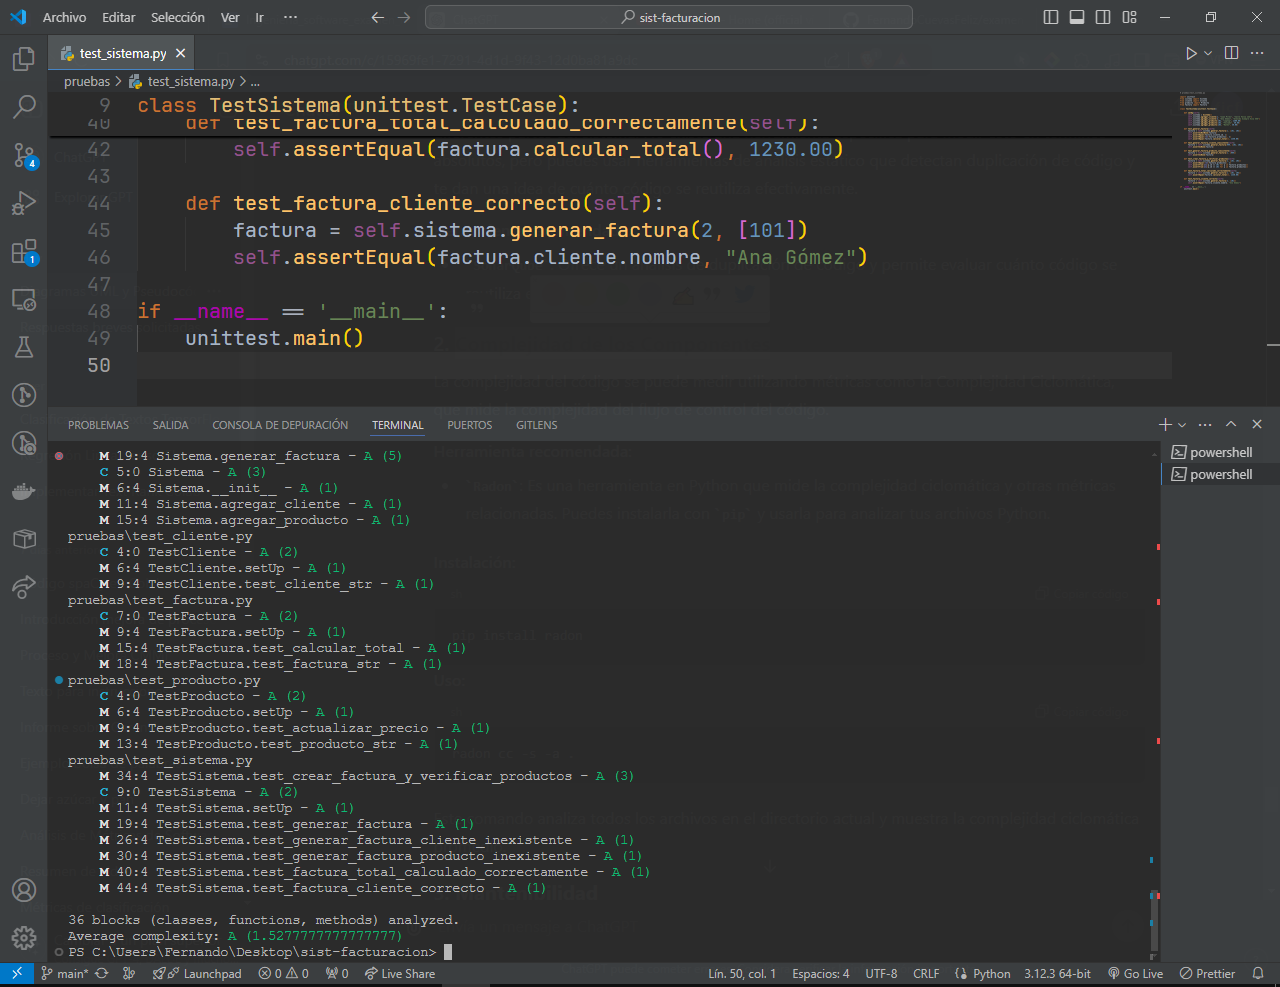 Archivo Editar Selección Ver Ir ··· sist-facturacion
test_sistema.py
pruebas > test_sistema.py > ...
9 class TestSistema(unittest.TestCase):
40 def test_factura_total_calculado_correctamente(self):
42 self.assertEqual(factura.calcular_total(), 1230.00)
43
44 def test_factura_cliente_correcto(self):
45 factura = self.sistema.generar_factura(2, [101])
46 self.assertEqual(factura.cliente.nombre, "Ana Gómez")
47
48 if __name__ == '__main__':
49 unittest.main()
50
PROBLEMAS SALIDA CONSOLA DE DEPURACIÓN TERMINAL PUERTOS GITLENS
powershell
powershell
M 19:4 Sistema.generar_factura - A (5)
C 5:0 Sistema - A (3)
M 6:4 Sistema.__init__ - A (1)
M 11:4 Sistema.agregar_cliente - A (1)
M 15:4 Sistema.agregar_producto - A (1)
pruebas\test_cliente.py
C 4:0 TestCliente - A (2)
M 6:4 TestCliente.setUp - A (1)
M 9:4 TestCliente.test_cliente_str - A (1)
pruebas\test_factura.py
C 7:0 TestFactura - A (2)
M 9:4 TestFactura.setUp - A (1)
M 15:4 TestFactura.test_calcular_total - A (1)
M 18:4 TestFactura.test_factura_str - A (1)
pruebas\test_producto.py
C 4:0 TestProducto - A (2)
M 6:4 TestProducto.setUp - A (1)
M 9:4 TestProducto.test_actualizar_precio - A (1)
M 13:4 TestProducto.test_producto_str - A (1)
pruebas\test_sistema.py
M 34:4 TestSistema.test_crear_factura_y_verificar_productos - A (3)
C 9:0 TestSistema - A (2)
M 11:4 TestSistema.setUp - A (1)
M 19:4 TestSistema.test_generar_factura - A (1)
M 26:4 TestSistema.test_generar_factura_cliente_inexistente - A (1)
M 30:4 TestSistema.test_generar_factura_producto_inexistente - A (1)
M 40:4 TestSistema.test_factura_total_calculado_correctamente - A (1)
M 44:4 TestSistema.test_factura_cliente_correcto - A (1)
36 blocks (classes, functions, methods) analyzed.
Average complexity: A (1.5277777777777777)
PS C:\Users\Fernando\Desktop\sist-facturacion>
4
1
main* Launchpad 0 0 0 Live Share Lín. 50, col. 1 Espacios: 4 UTF-8 CRLF Python 3.12.3 64-bit Go Live Prettier